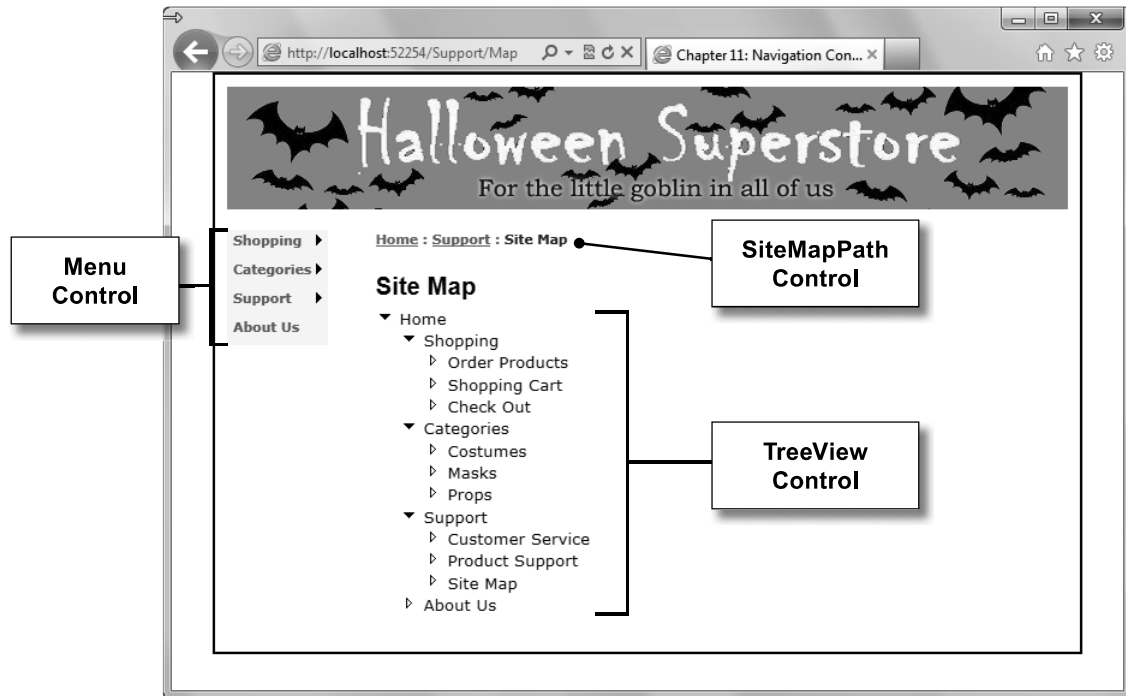 http://localhost:52254/Support/Map
Chapter 11: Navigation Con...
Halloween Superstore
For the little goblin in all of us
Menu
Control
Shopping
Categories
Support
About Us
Home : Support : Site Map
SiteMapPath
Control
Site Map
Home
Shopping
Order Products
Shopping Cart
Check Out
Categories
Costumes
Masks
Props
Support
Customer Service
Product Support
Site Map
About Us
TreeView
Control